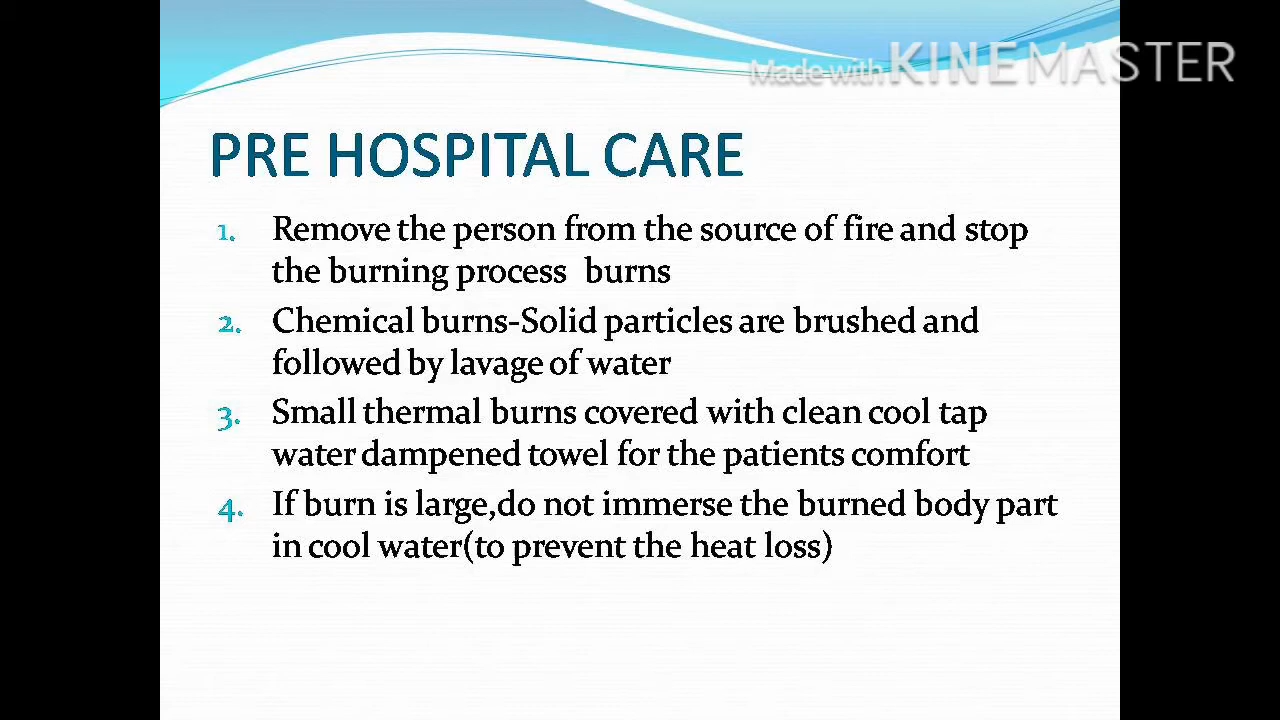 Made with KINEMASTER
PRE HOSPITAL CARE
1. Remove the person from the source of fire and stop
the burning process burns
2. Chemical burns-Solid particles are brushed and
followed by lavage of water
3. Small thermal burns covered with clean cool tap
water dampened towel for the patients comfort
4. If burn is large,do not immerse the burned body part
in cool water(to prevent the heat loss)